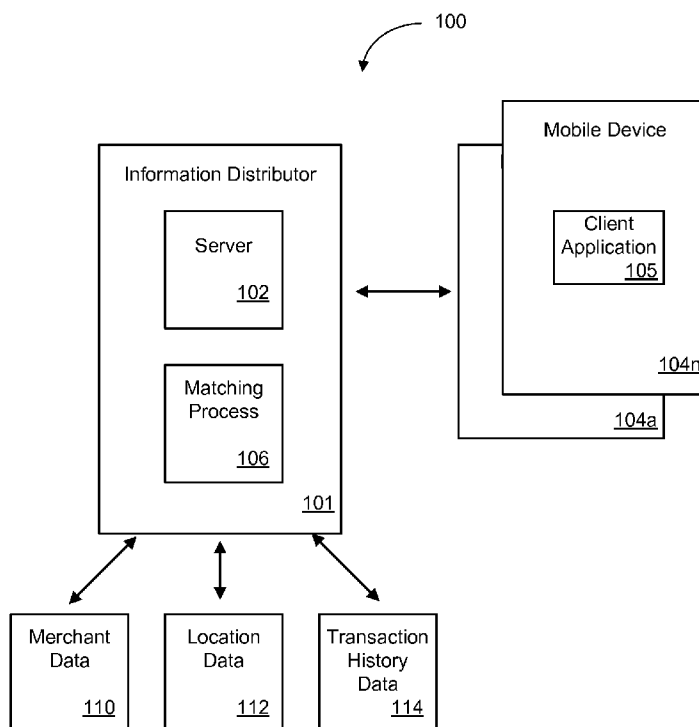 100
Information Distributor
Server
102
Matching
Process
106
101
Mobile Device
Client
Application
105
104n
104a
Merchant
Data
110
Location
Data
112
Transaction
History
Data
114